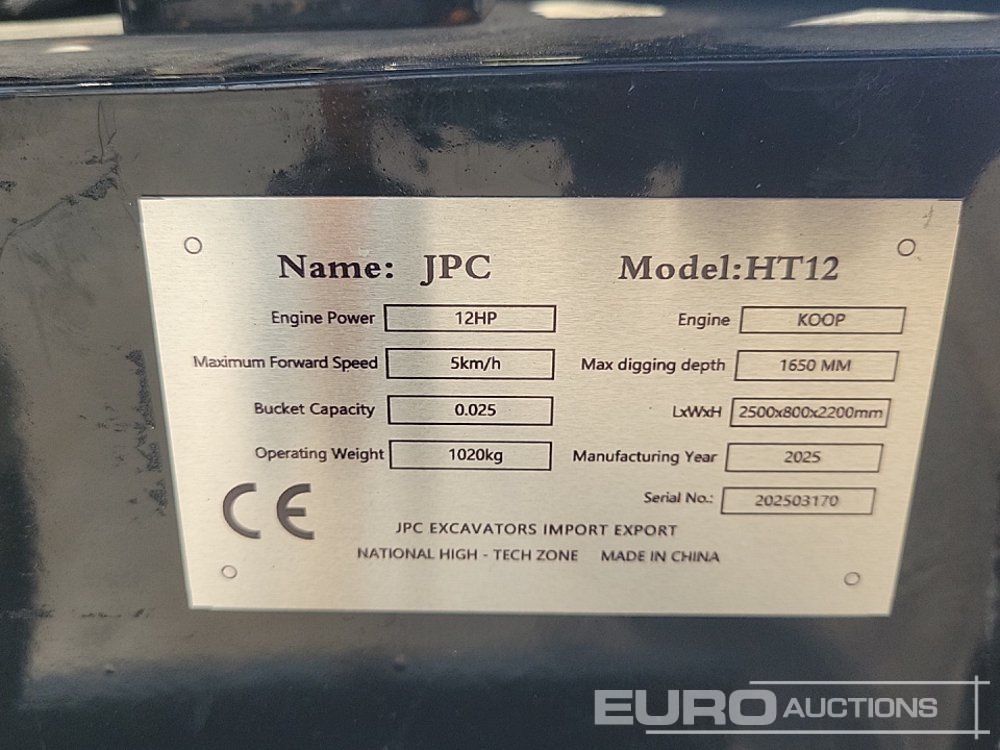 Name: JPC Model:HT12
Engine Power 12HP Engine KOOP
Maximum Forward Speed 5km/h Max digging depth 1650 MM
Bucket Capacity 0.025 LxWxH 2500x800x2200mm
Operating Weight 1020kg Manufacturing Year 2025
Serial No.: 202503170
CE
JPC EXCAVATORS IMPORT EXPORT
NATIONAL HIGH - TECH ZONE MADE IN CHINA
EURO AUCTIONS